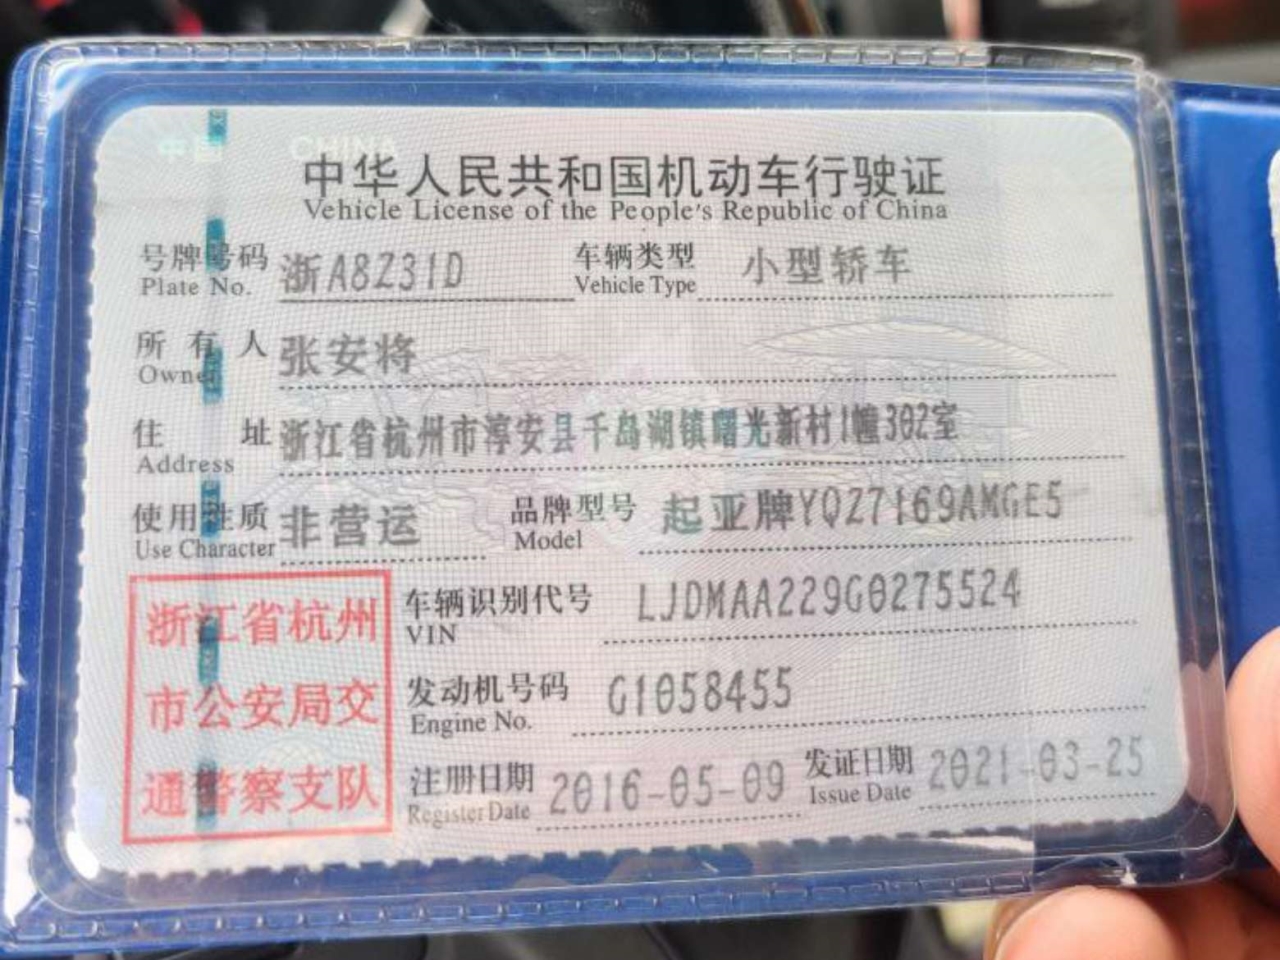 中国 CHINA
中华人民共和国机动车行驶证
Vehicle License of the People's Republic of China
号牌号码 浙A8Z31D 车辆类型 小型轿车
Plate No. Vehicle Type
所有人 张安将
Owner
住址 浙江省杭州市淳安县千岛湖镇曙光新村1幢302室
Address
使用性质 非营运 品牌型号 起亚牌YQZ7169AMGE5
Use Character Model
浙江省杭州
市公安局交
通警察支队
车辆识别代号 LJDMAA229G0275524
VIN
发动机号码 G1058455
Engine No.
注册日期 2016-05-09 发证日期 2021-03-25
Register Date Issue Date